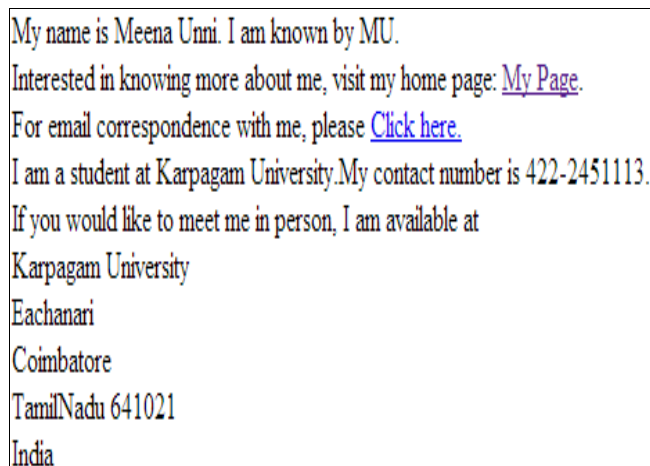 My name is Meena Unni. I am known by MU.
Interested in knowing more about me, visit my home page: My Page.
For email correspondence with me, please Click here.
I am a student at Karpagam University.My contact number is 422-2451113.
If you would like to meet me in person, I am available at
Karpagam University
Eachanari
Coimbatore
TamilNadu 641021
India